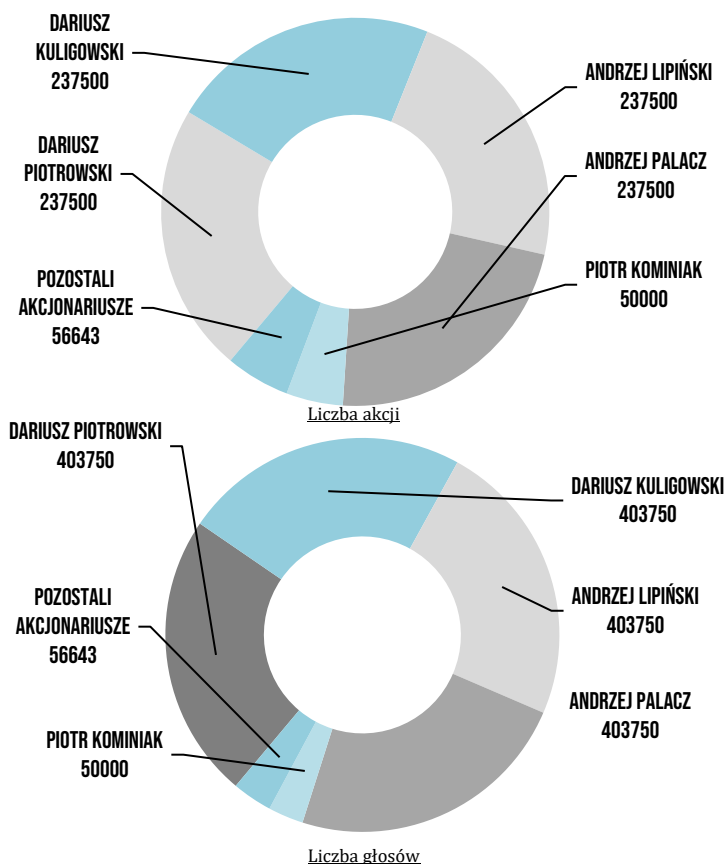 DARIUSZ
KULIGOWSKI
237500
ANDRZEJ LIPIŃSKI
237500
DARIUSZ
PIOTROWSKI
237500
ANDRZEJ PALACZ
237500
POZOSTALI
AKCJONARIUSZE
56643
PIOTR KOMINIAK
50000
Liczba akcji
DARIUSZ PIOTROWSKI
403750
DARIUSZ KULIGOWSKI
403750
POZOSTALI
AKCJONARIUSZE
56643
ANDRZEJ LIPIŃSKI
403750
ANDRZEJ PALACZ
403750
PIOTR KOMINIAK
50000
Liczba głosów